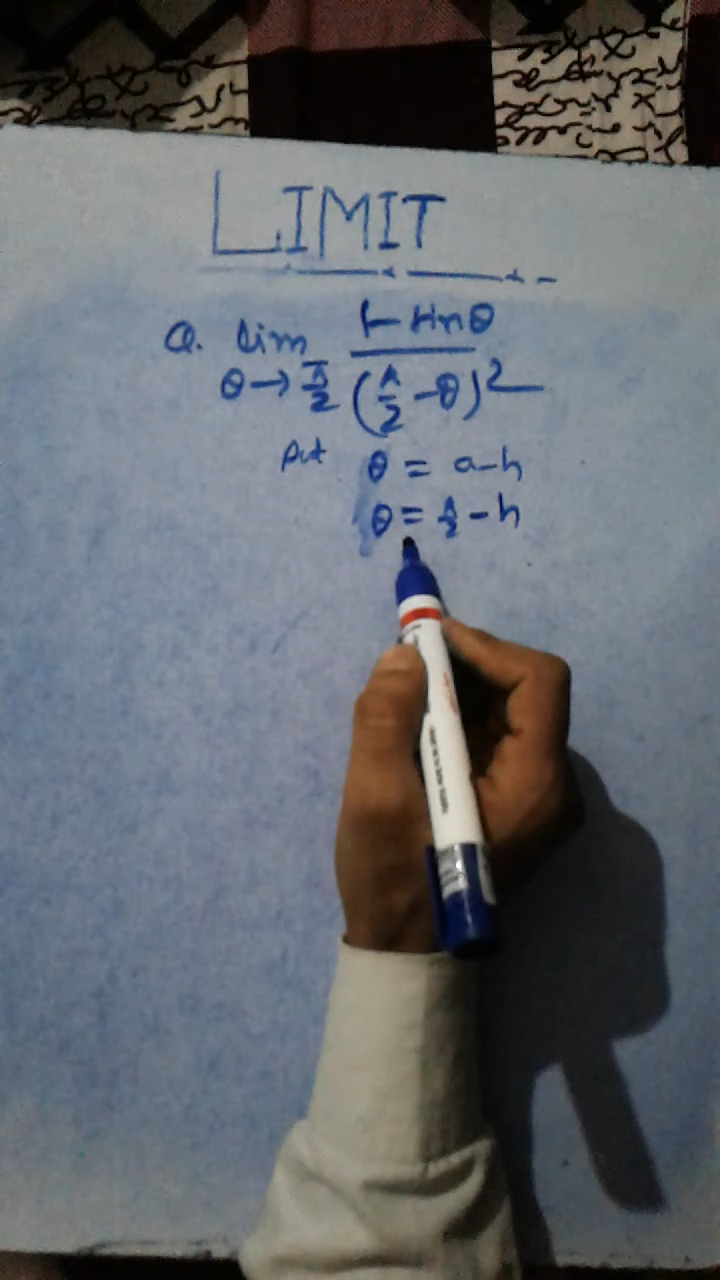 LIMIT
Q. lim 1-sinθ
θ→π/2 (π/2-θ)²
Put θ = a-h
θ = π/2-h